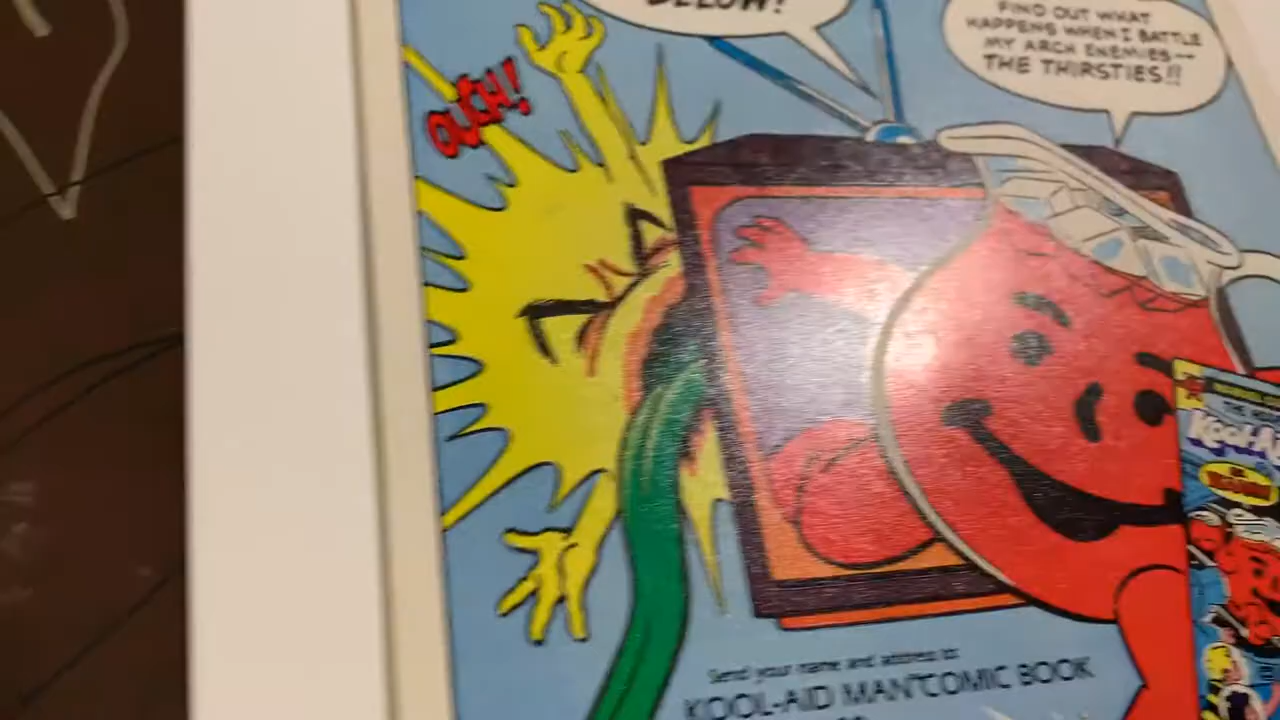 BELOW!
FIND OUT WHAT
HAPPENS WHEN I BATTLE
MY ARCH ENEMIES--
THE THIRSTIES!!
OUCH!
Kool-A
Send your name and address to:
KOOL-AID MAN COMIC BOOK